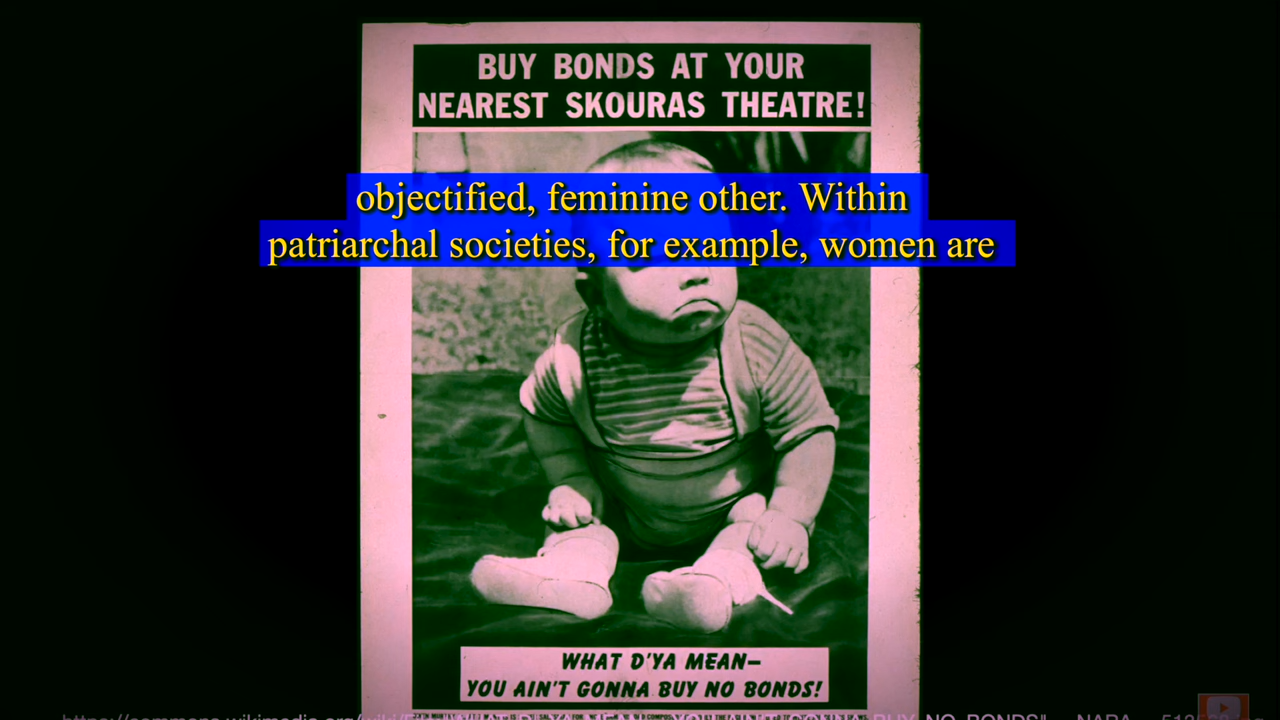 BUY BONDS AT YOUR
NEAREST SKOURAS THEATRE!
objectified, feminine other. Within
patriarchal societies, for example, women are
WHAT D'YA MEAN—
YOU AIN'T GONNA BUY NO BONDS!